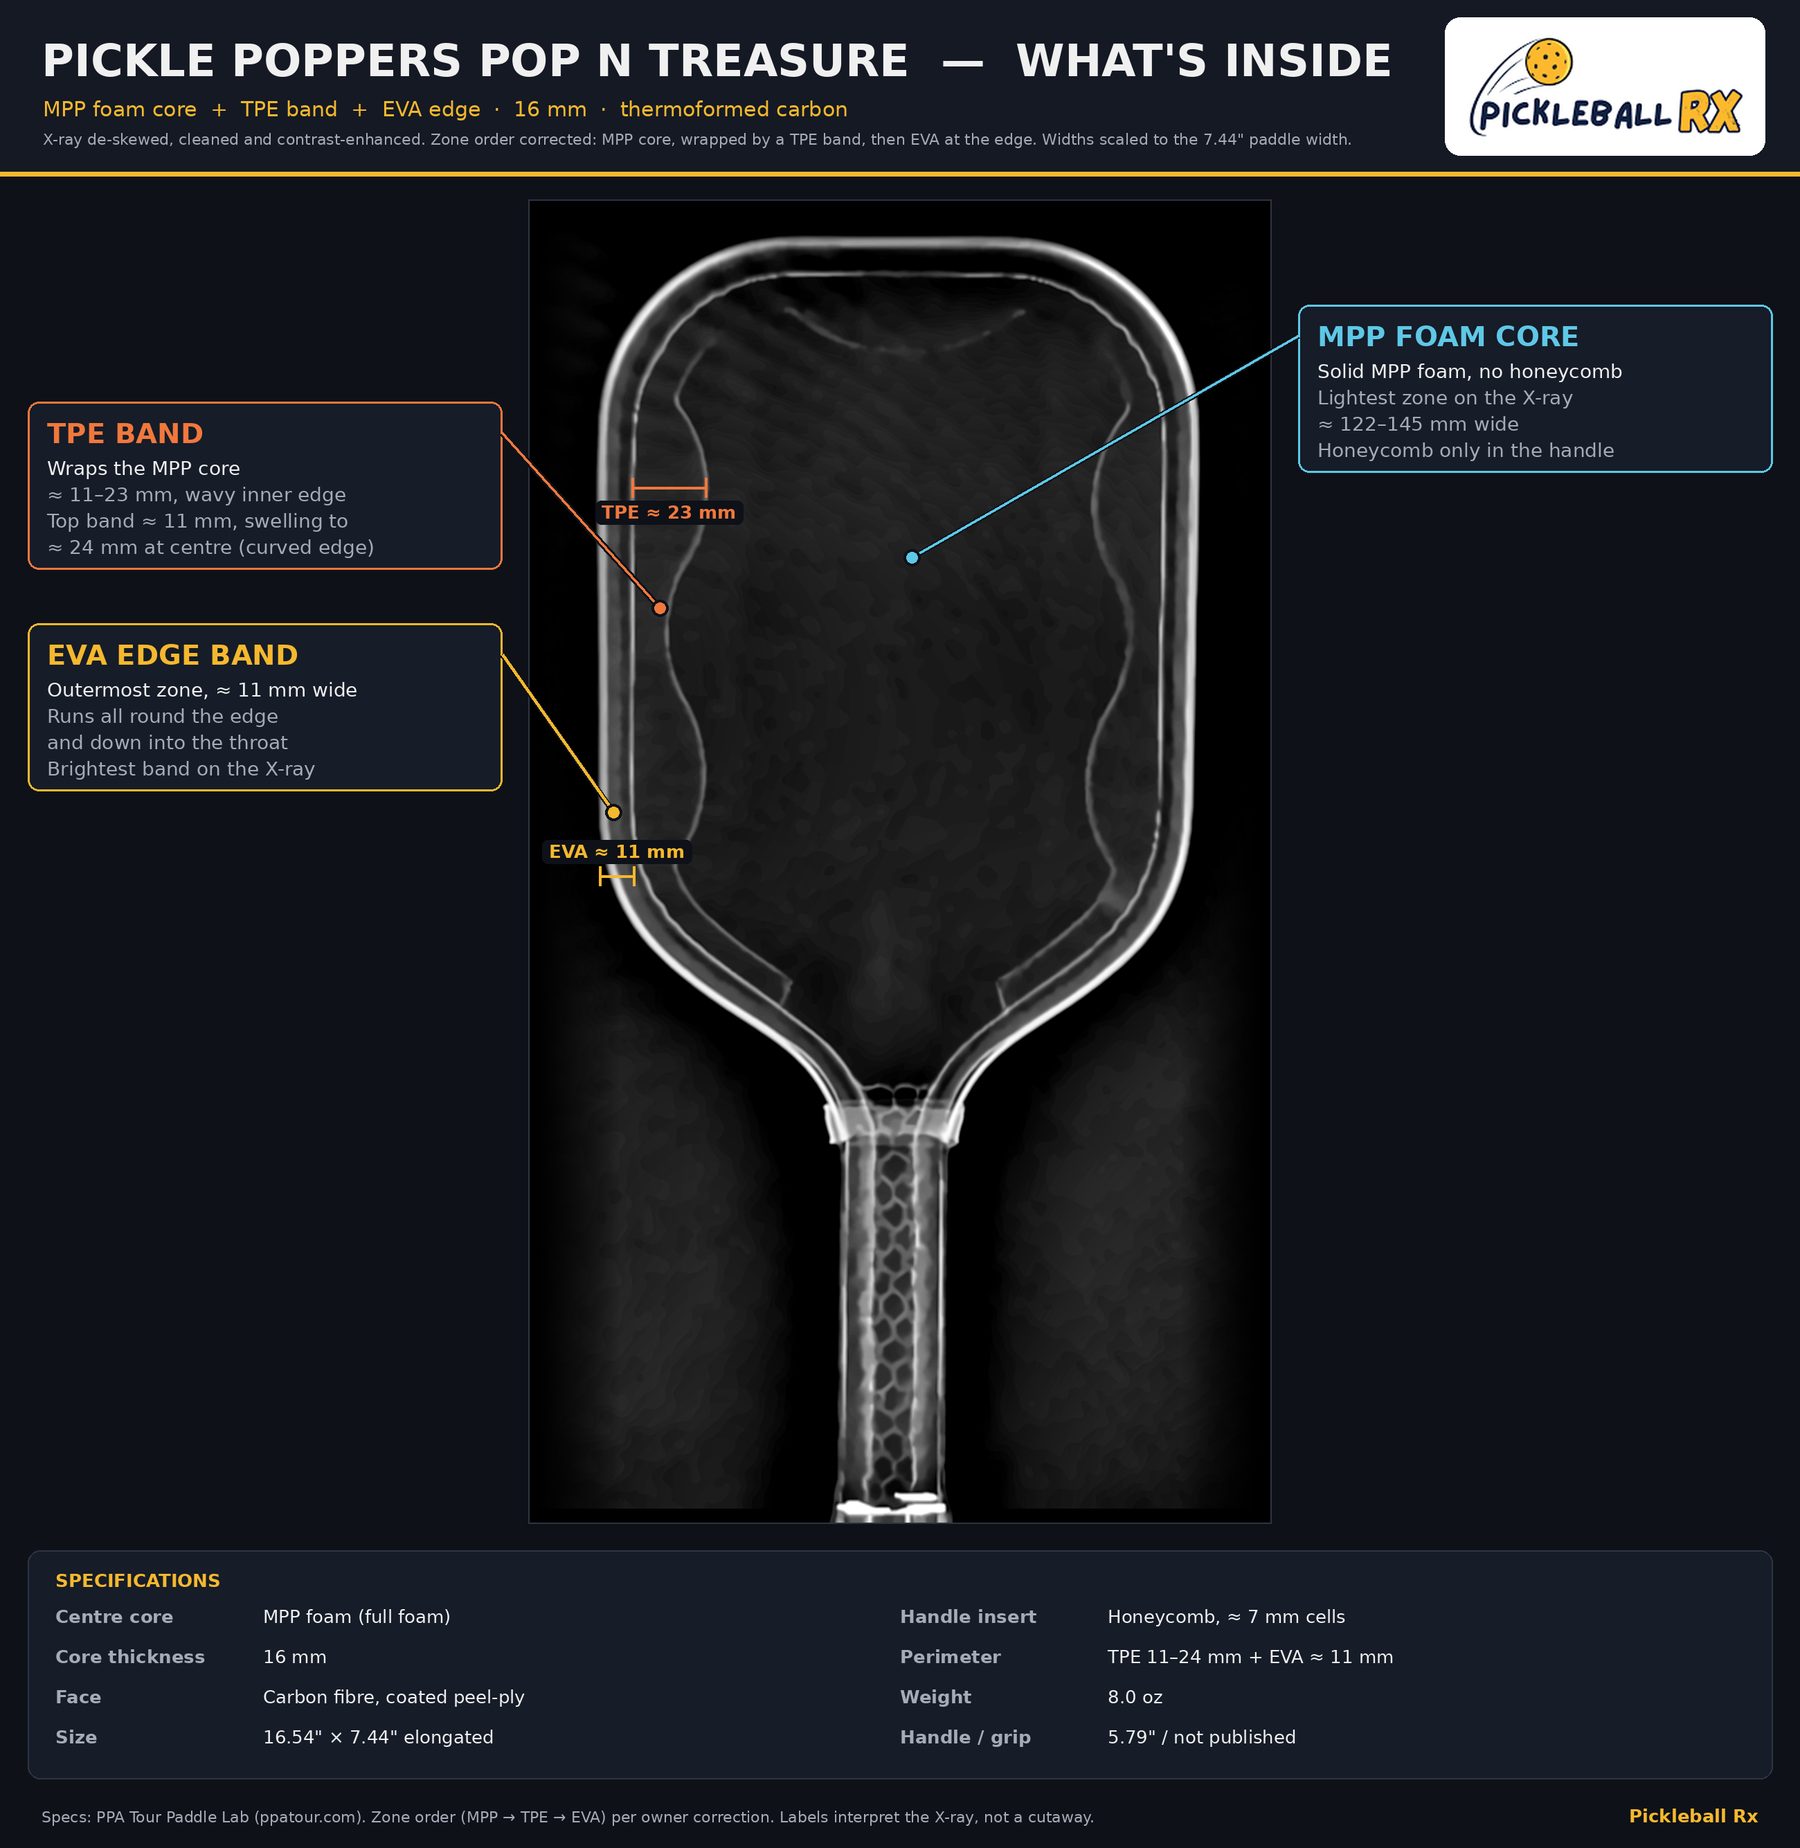 PICKLE POPPERS POP N TREASURE — WHAT'S INSIDE
MPP foam core + TPE band + EVA edge · 16 mm · thermoformed carbon
X-ray de-skewed, cleaned and contrast-enhanced. Zone order corrected: MPP core, wrapped by a TPE band, then EVA at the edge. Widths scaled to the 7.44" paddle width.
PICKLEBALL RX
MPP FOAM CORE
Solid MPP foam, no honeycomb
Lightest zone on the X-ray
≈ 122–145 mm wide
Honeycomb only in the handle
TPE BAND
Wraps the MPP core
≈ 11–23 mm, wavy inner edge
Top band ≈ 11 mm, swelling to
≈ 24 mm at centre (curved edge)
TPE ≈ 23 mm
EVA EDGE BAND
Outermost zone, ≈ 11 mm wide
Runs all round the edge
and down into the throat
Brightest band on the X-ray
EVA ≈ 11 mm
SPECIFICATIONS
Centre core MPP foam (full foam)
Core thickness 16 mm
Face Carbon fibre, coated peel-ply
Size 16.54" × 7.44" elongated
Handle insert Honeycomb, ≈ 7 mm cells
Perimeter TPE 11–24 mm + EVA ≈ 11 mm
Weight 8.0 oz
Handle / grip 5.79" / not published
Specs: PPA Tour Paddle Lab (ppatour.com). Zone order (MPP → TPE → EVA) per owner correction. Labels interpret the X-ray, not a cutaway.
Pickleball Rx